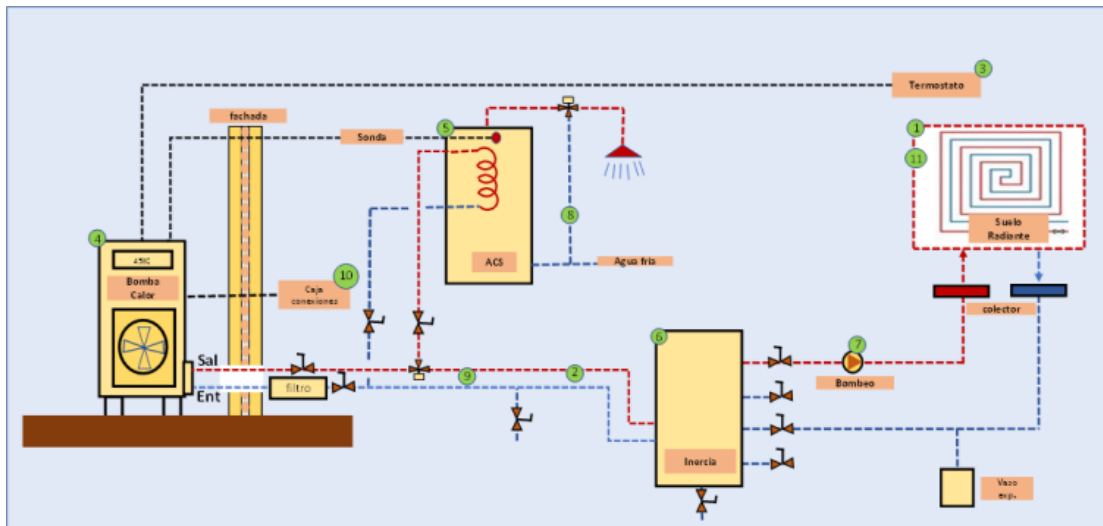 3
Termostato
fachada
5
Sonda
1
11
8
Suelo
Radiante
4
ACS
Agua fría
Bomba
Calor
10
Caja
conexiones
colector
6
7
Sal
9
2
Bombeo
Ent
filtro
Inercia
Vaso
exp.